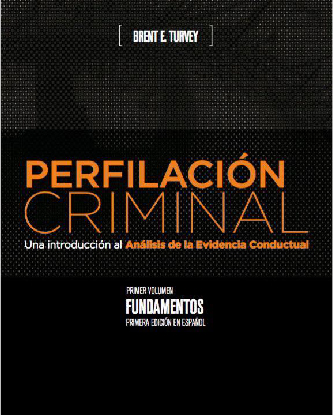 [ BRENT E. TURVEY ]
PERFILACIÓN
CRIMINAL
Una introducción al Análisis de la Evidencia Conductual
PRIMER VOLUMEN
FUNDAMENTOS
PRIMERA EDICIÓN EN ESPAÑOL